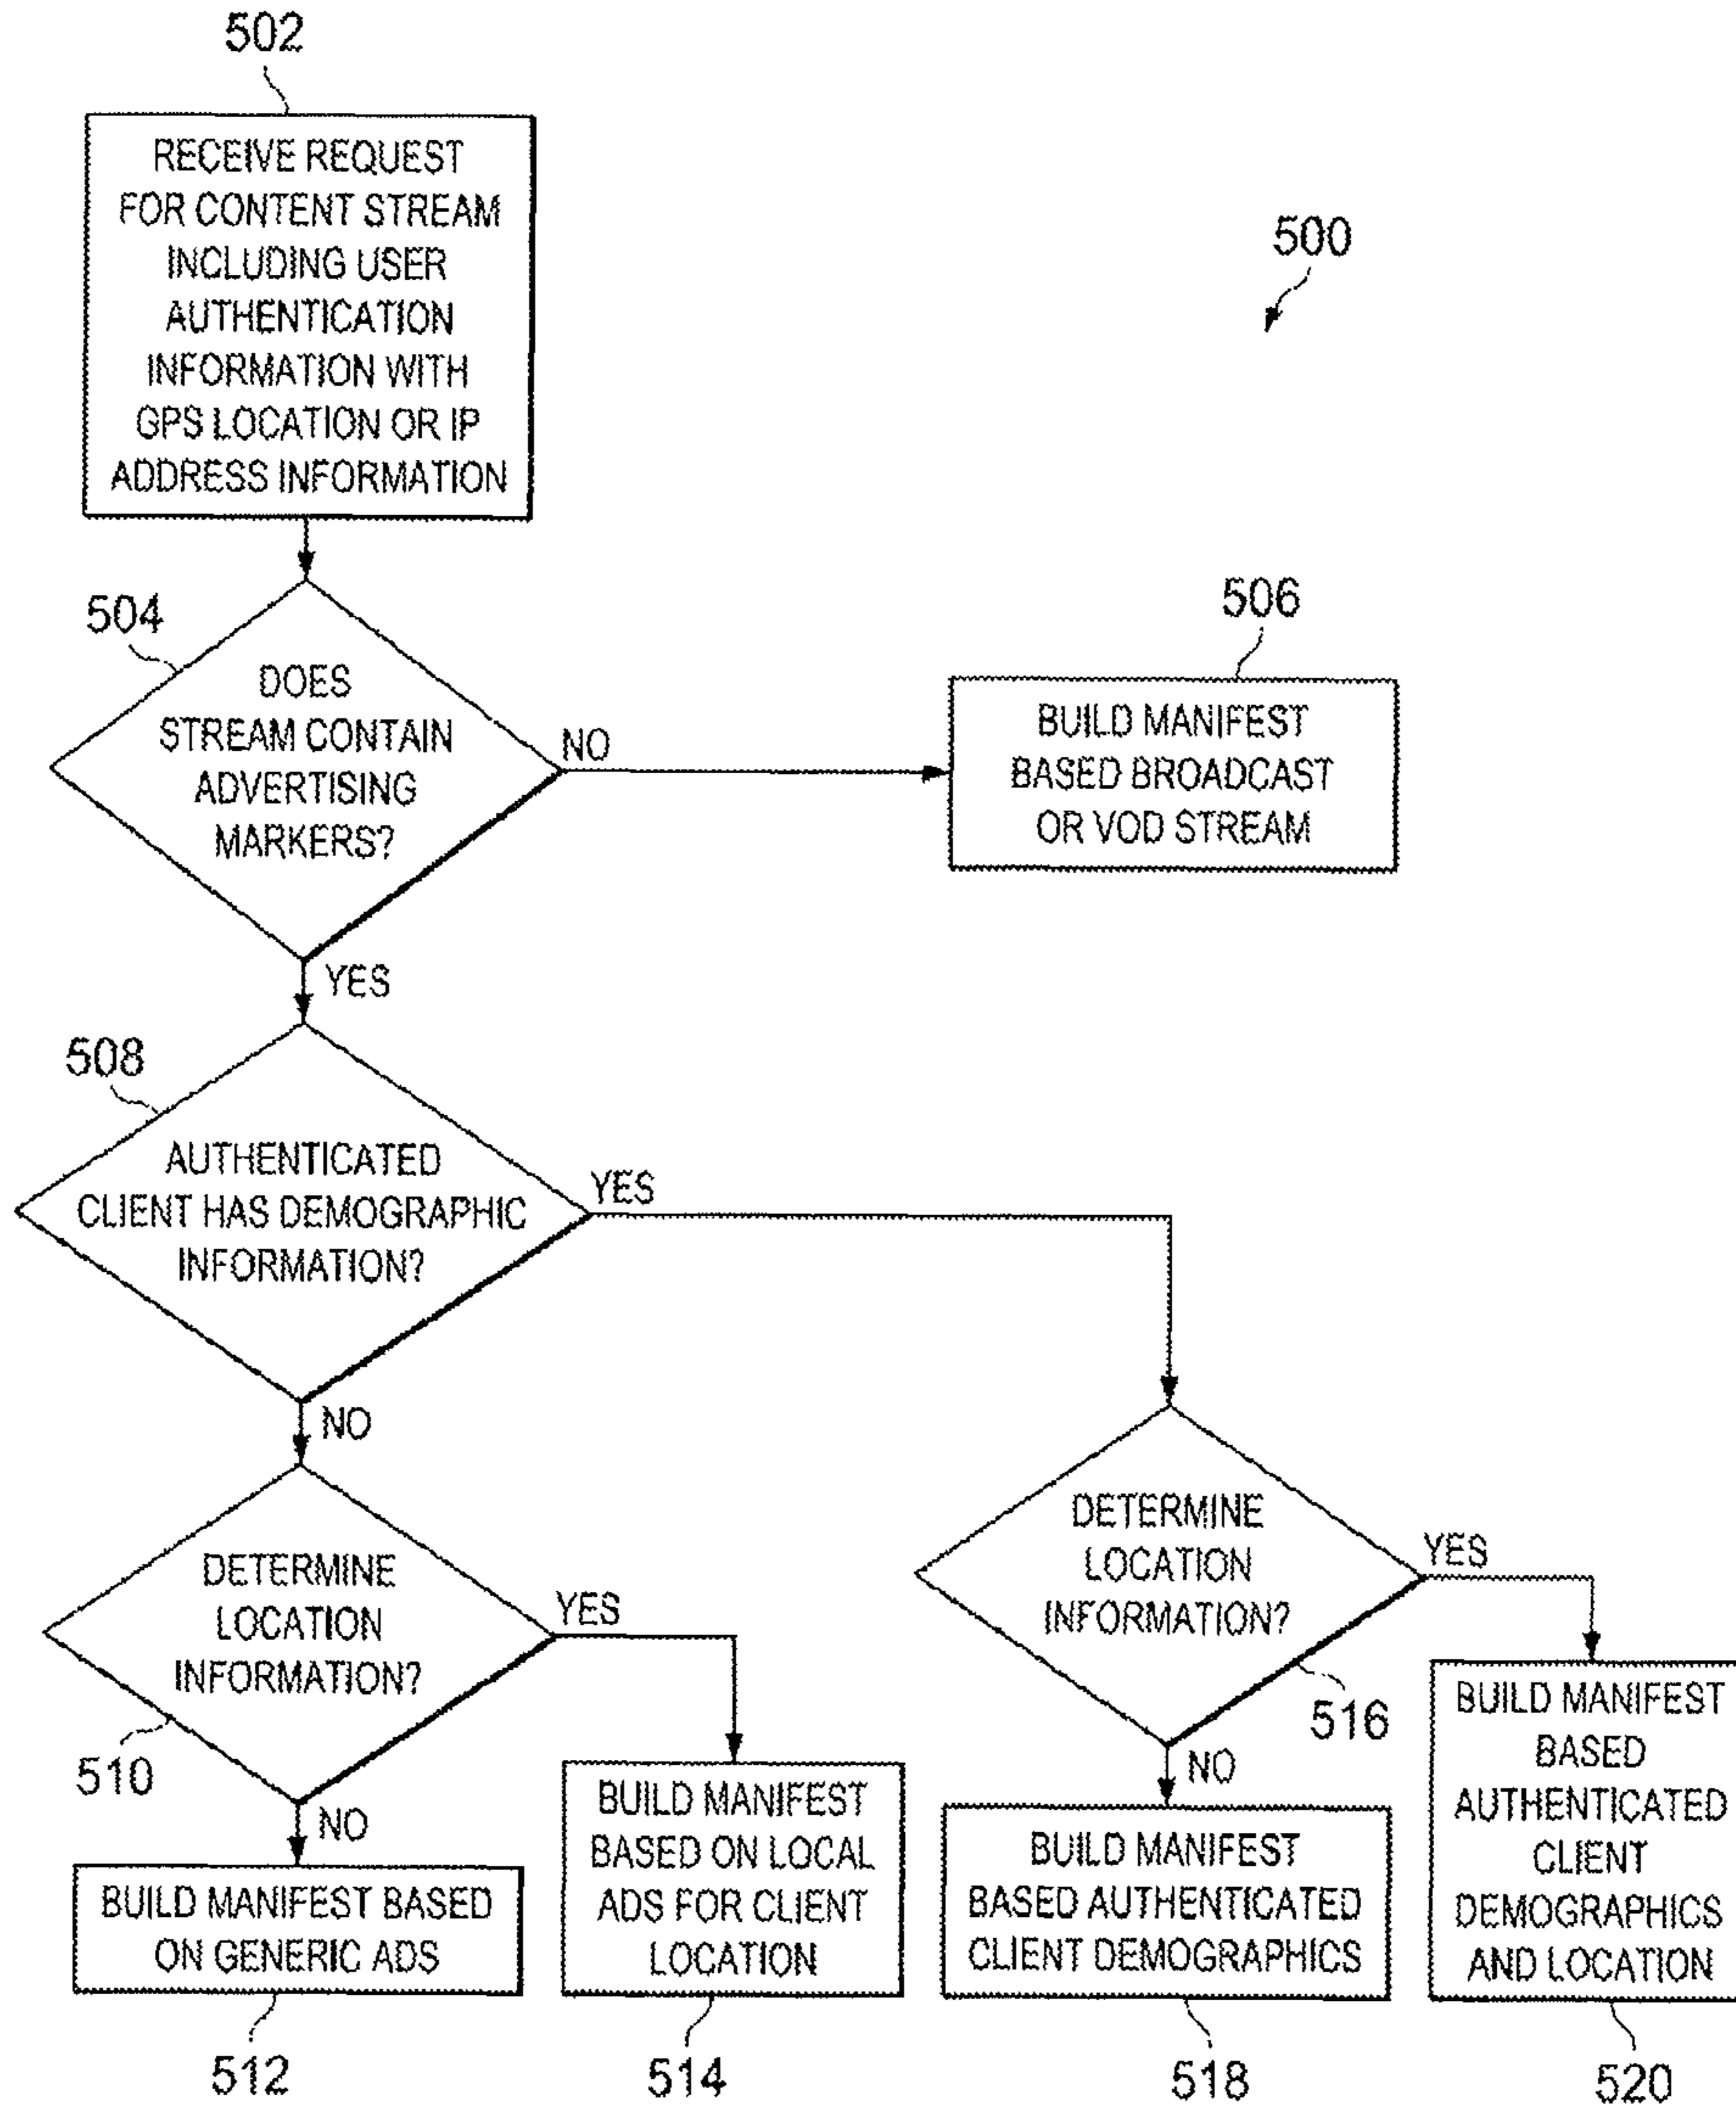 502
RECEIVE REQUEST
FOR CONTENT STREAM
INCLUDING USER
AUTHENTICATION
INFORMATION WITH
GPS LOCATION OR IP
ADDRESS INFORMATION
500
504
DOES
STREAM CONTAIN
ADVERTISING
MARKERS?
NO
506
BUILD MANIFEST
BASED BROADCAST
OR VOD STREAM
YES
508
AUTHENTICATED
CLIENT HAS DEMOGRAPHIC
INFORMATION?
YES
NO
DETERMINE
LOCATION
INFORMATION?
510
YES
NO
BUILD MANIFEST BASED
ON GENERIC ADS
512
BUILD MANIFEST
BASED ON LOCAL
ADS FOR CLIENT
LOCATION
514
DETERMINE
LOCATION
INFORMATION?
516
YES
NO
BUILD MANIFEST
BASED AUTHENTICATED
CLIENT DEMOGRAPHICS
518
BUILD MANIFEST
BASED
AUTHENTICATED
CLIENT
DEMOGRAPHICS
AND LOCATION
520